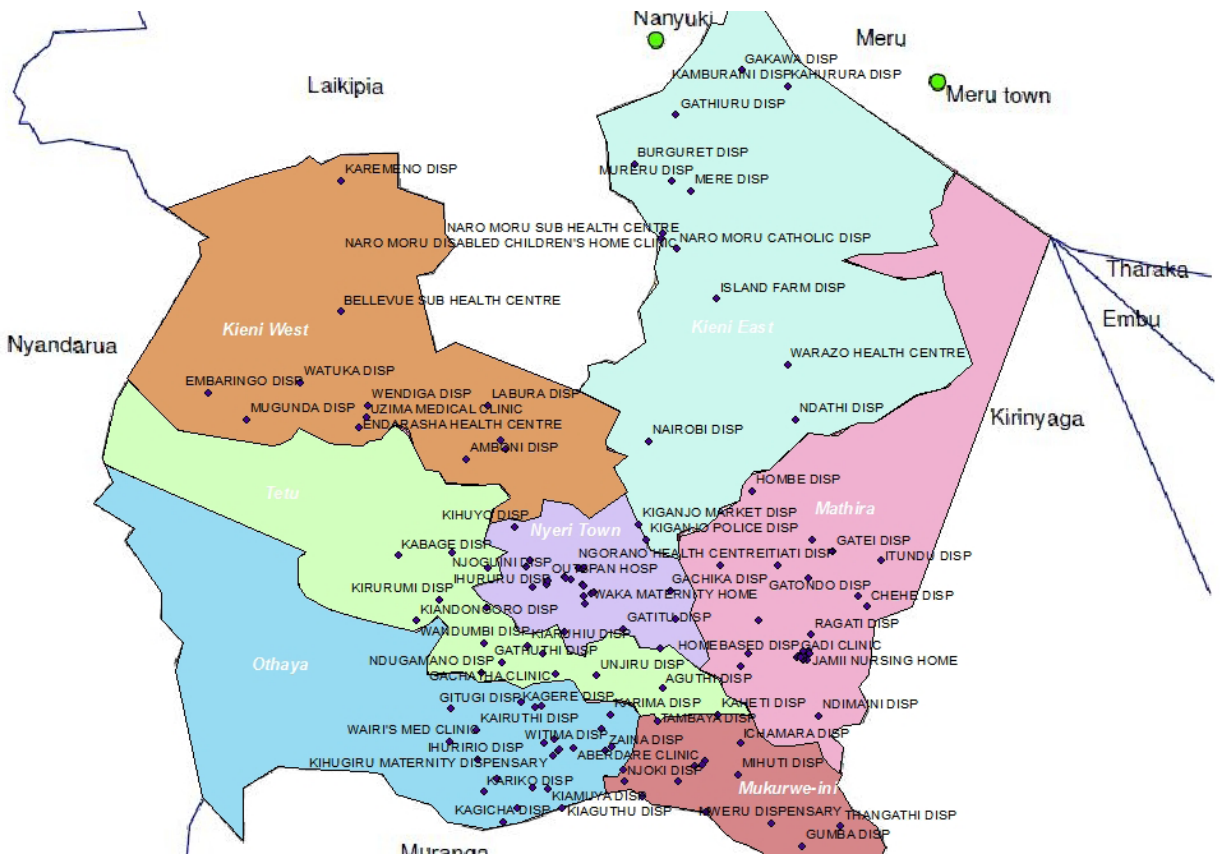 Nanyuki
Meru
GAKAWA DISP
KAMBURAINI DISP
KAHURURA DISP
Laikipia
Meru town
GATHIURU DISP
BURGURET DISP
MURERU DISP
MERE DISP
KAREMENO DISP
NARO MORU SUB HEALTH CENTRE
NARO MORU DISABLED CHILDREN'S HOME CLINIC
NARO MORU CATHOLIC DISP
Tharaka
ISLAND FARM DISP
BELLEVUE SUB HEALTH CENTRE
Embu
Kieni West
Kieni East
Nyandarua
WARAZO HEALTH CENTRE
WATUKA DISP
EMBARINGO DISP
WENDIGA DISP
LABURA DISP
MUGUNDA DISP
UZIMA MEDICAL CLINIC
NDATHI DISP
Kirinyaga
ENDARASHA HEALTH CENTRE
NAIROBI DISP
AMBONI DISP
HOMBE DISP
Tetu
Mathira
KIHUYO DISP
Nyeri Town
KIGANJO MARKET DISP
KIGANJO POLICE DISP
KABAGE DISP
GATEI DISP
NJOGUINI DISP
NGORANO HEALTH CENTRE
ITIATI DISP
ITUNDU DISP
OUTSPAN HOSP
IHURURU DISP
GACHIKA DISP
GATONDO DISP
KIRURUMI DISP
WAKA MATERNITY HOME
CHEHE DISP
KIANDONGORO DISP
GATITU DISP
RAGATI DISP
WANDUMBI DISP
KIARUHIU DISP
GATHUTHI DISP
HOMEBASED DISP
GADI CLINIC
Othaya
NDUGAMANO DISP
UNJIRU DISP
JAMII NURSING HOME
GACHATHA CLINIC
AGUTHI DISP
GITUGI DISP
KAGERE DISP
KARIMA DISP
KAHETI DISP
NDIMAINI DISP
KAIRUTHI DISP
TAMBAYA DISP
WAIRI'S MED CLINIC
WITIMA DISP
ZAINA DISP
ICHAMARA DISP
IHURIRIO DISP
ABERDARE CLINIC
KIHUGIRU MATERNITY DISPENSARY
MIHUTI DISP
NJOKI DISP
KARIKO DISP
Mukurwe-ini
KIAMUYA DISP
KAGICHA DISP
KIAGUTHU DISP
KWERU DISPENSARY
THANGATHI DISP
GUMBA DISP
Muranga